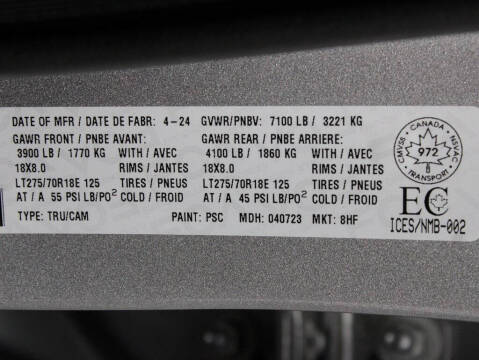 DATE OF MFR / DATE DE FABR: 4-24 GVWR/PNBV: 7100 LB / 3221 KG
GAWR FRONT / PNBE AVANT: GAWR REAR / PNBE ARRIERE:
3900 LB / 1770 KG WITH / AVEC 4100 LB / 1860 KG WITH / AVEC
18X8.0 RIMS / JANTES 18X8.0 RIMS / JANTES
LT275/70R18E 125 TIRES / PNEUS LT275/70R18E 125 TIRES / PNEUS
AT / A 55 PSI LB/PO² COLD / FROID AT / A 45 PSI LB/PO² COLD / FROID
TYPE: TRU/CAM PAINT: PSC MDH: 040723 MKT: 8HF
CMVSS · CANADA · NSVAC
972
TRANSPORT
EC
ICES/NMB-002